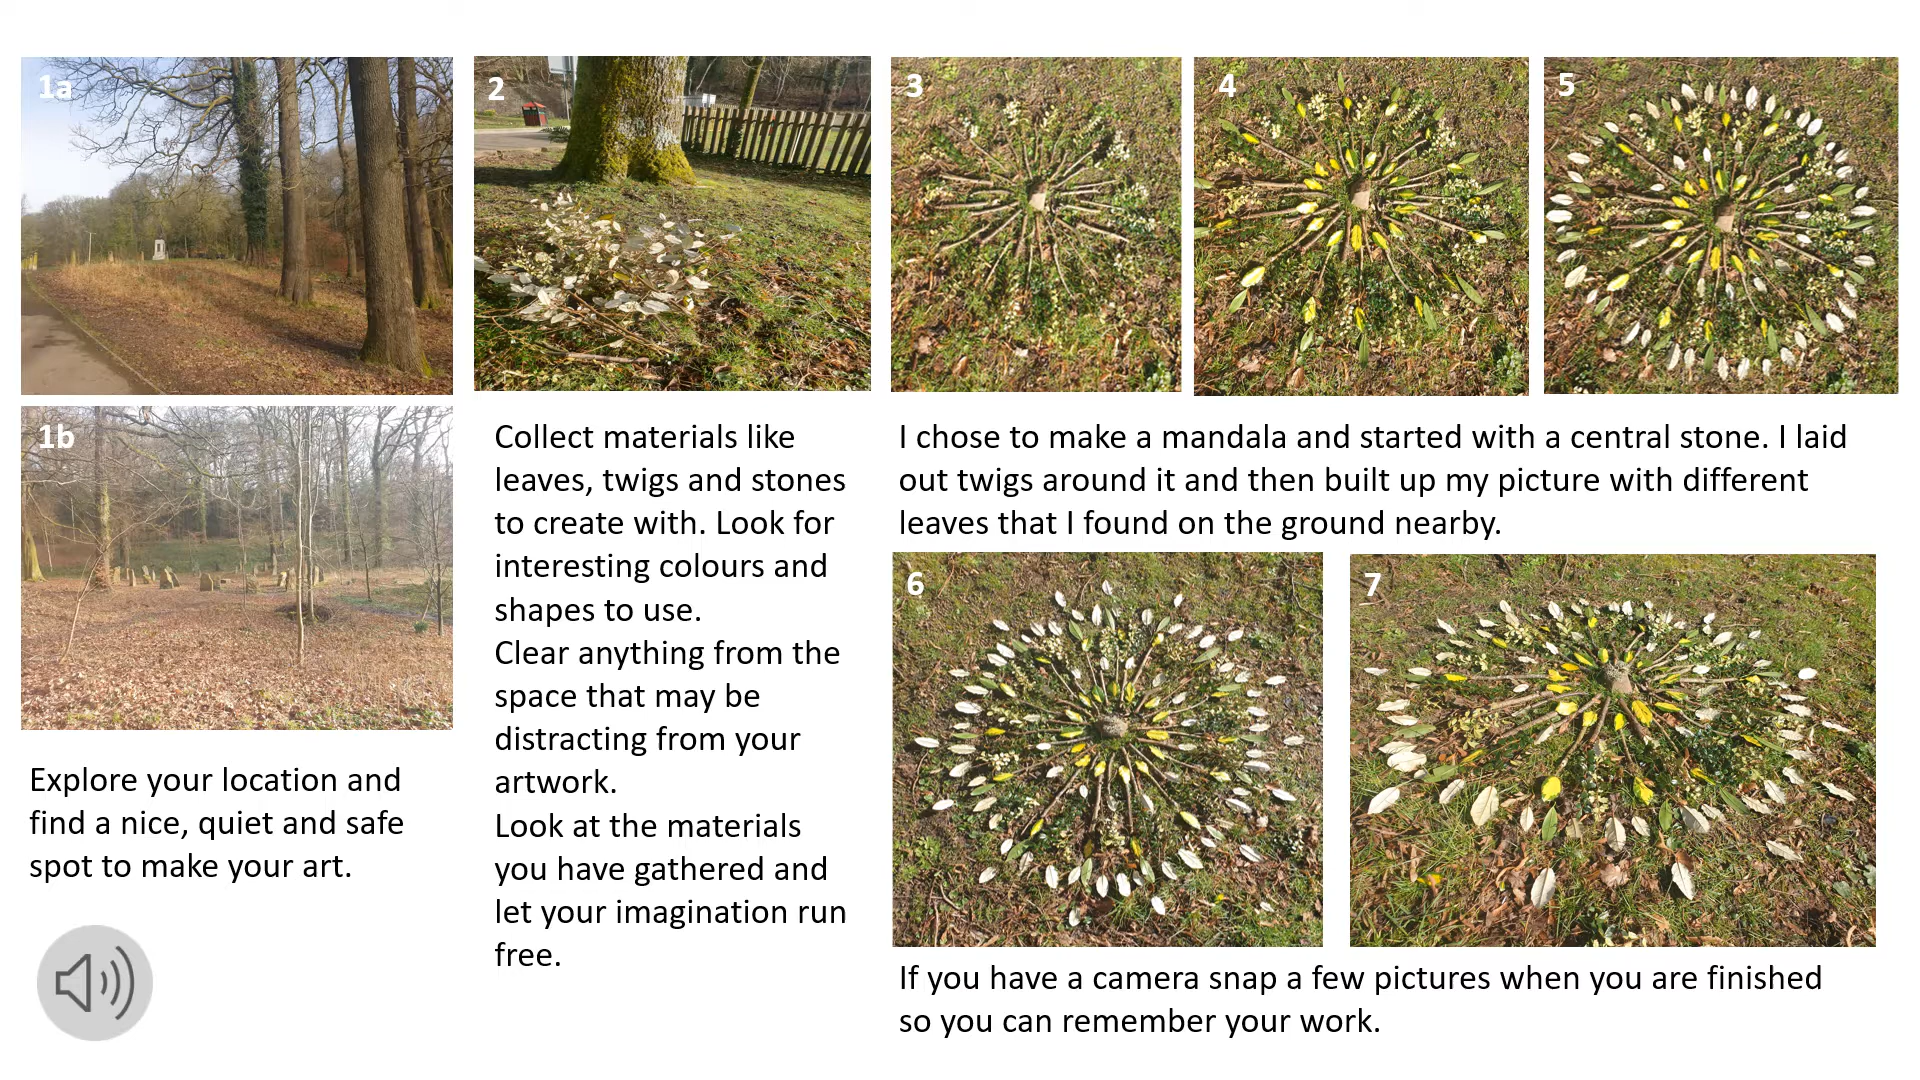 1a
1b
Explore your location and
find a nice, quiet and safe
spot to make your art.
2
Collect materials like
leaves, twigs and stones
to create with. Look for
interesting colours and
shapes to use.
Clear anything from the
space that may be
distracting from your
artwork.
Look at the materials
you have gathered and
let your imagination run
free.
3
4
5
I chose to make a mandala and started with a central stone. I laid
out twigs around it and then built up my picture with different
leaves that I found on the ground nearby.
6
7
If you have a camera snap a few pictures when you are finished
so you can remember your work.